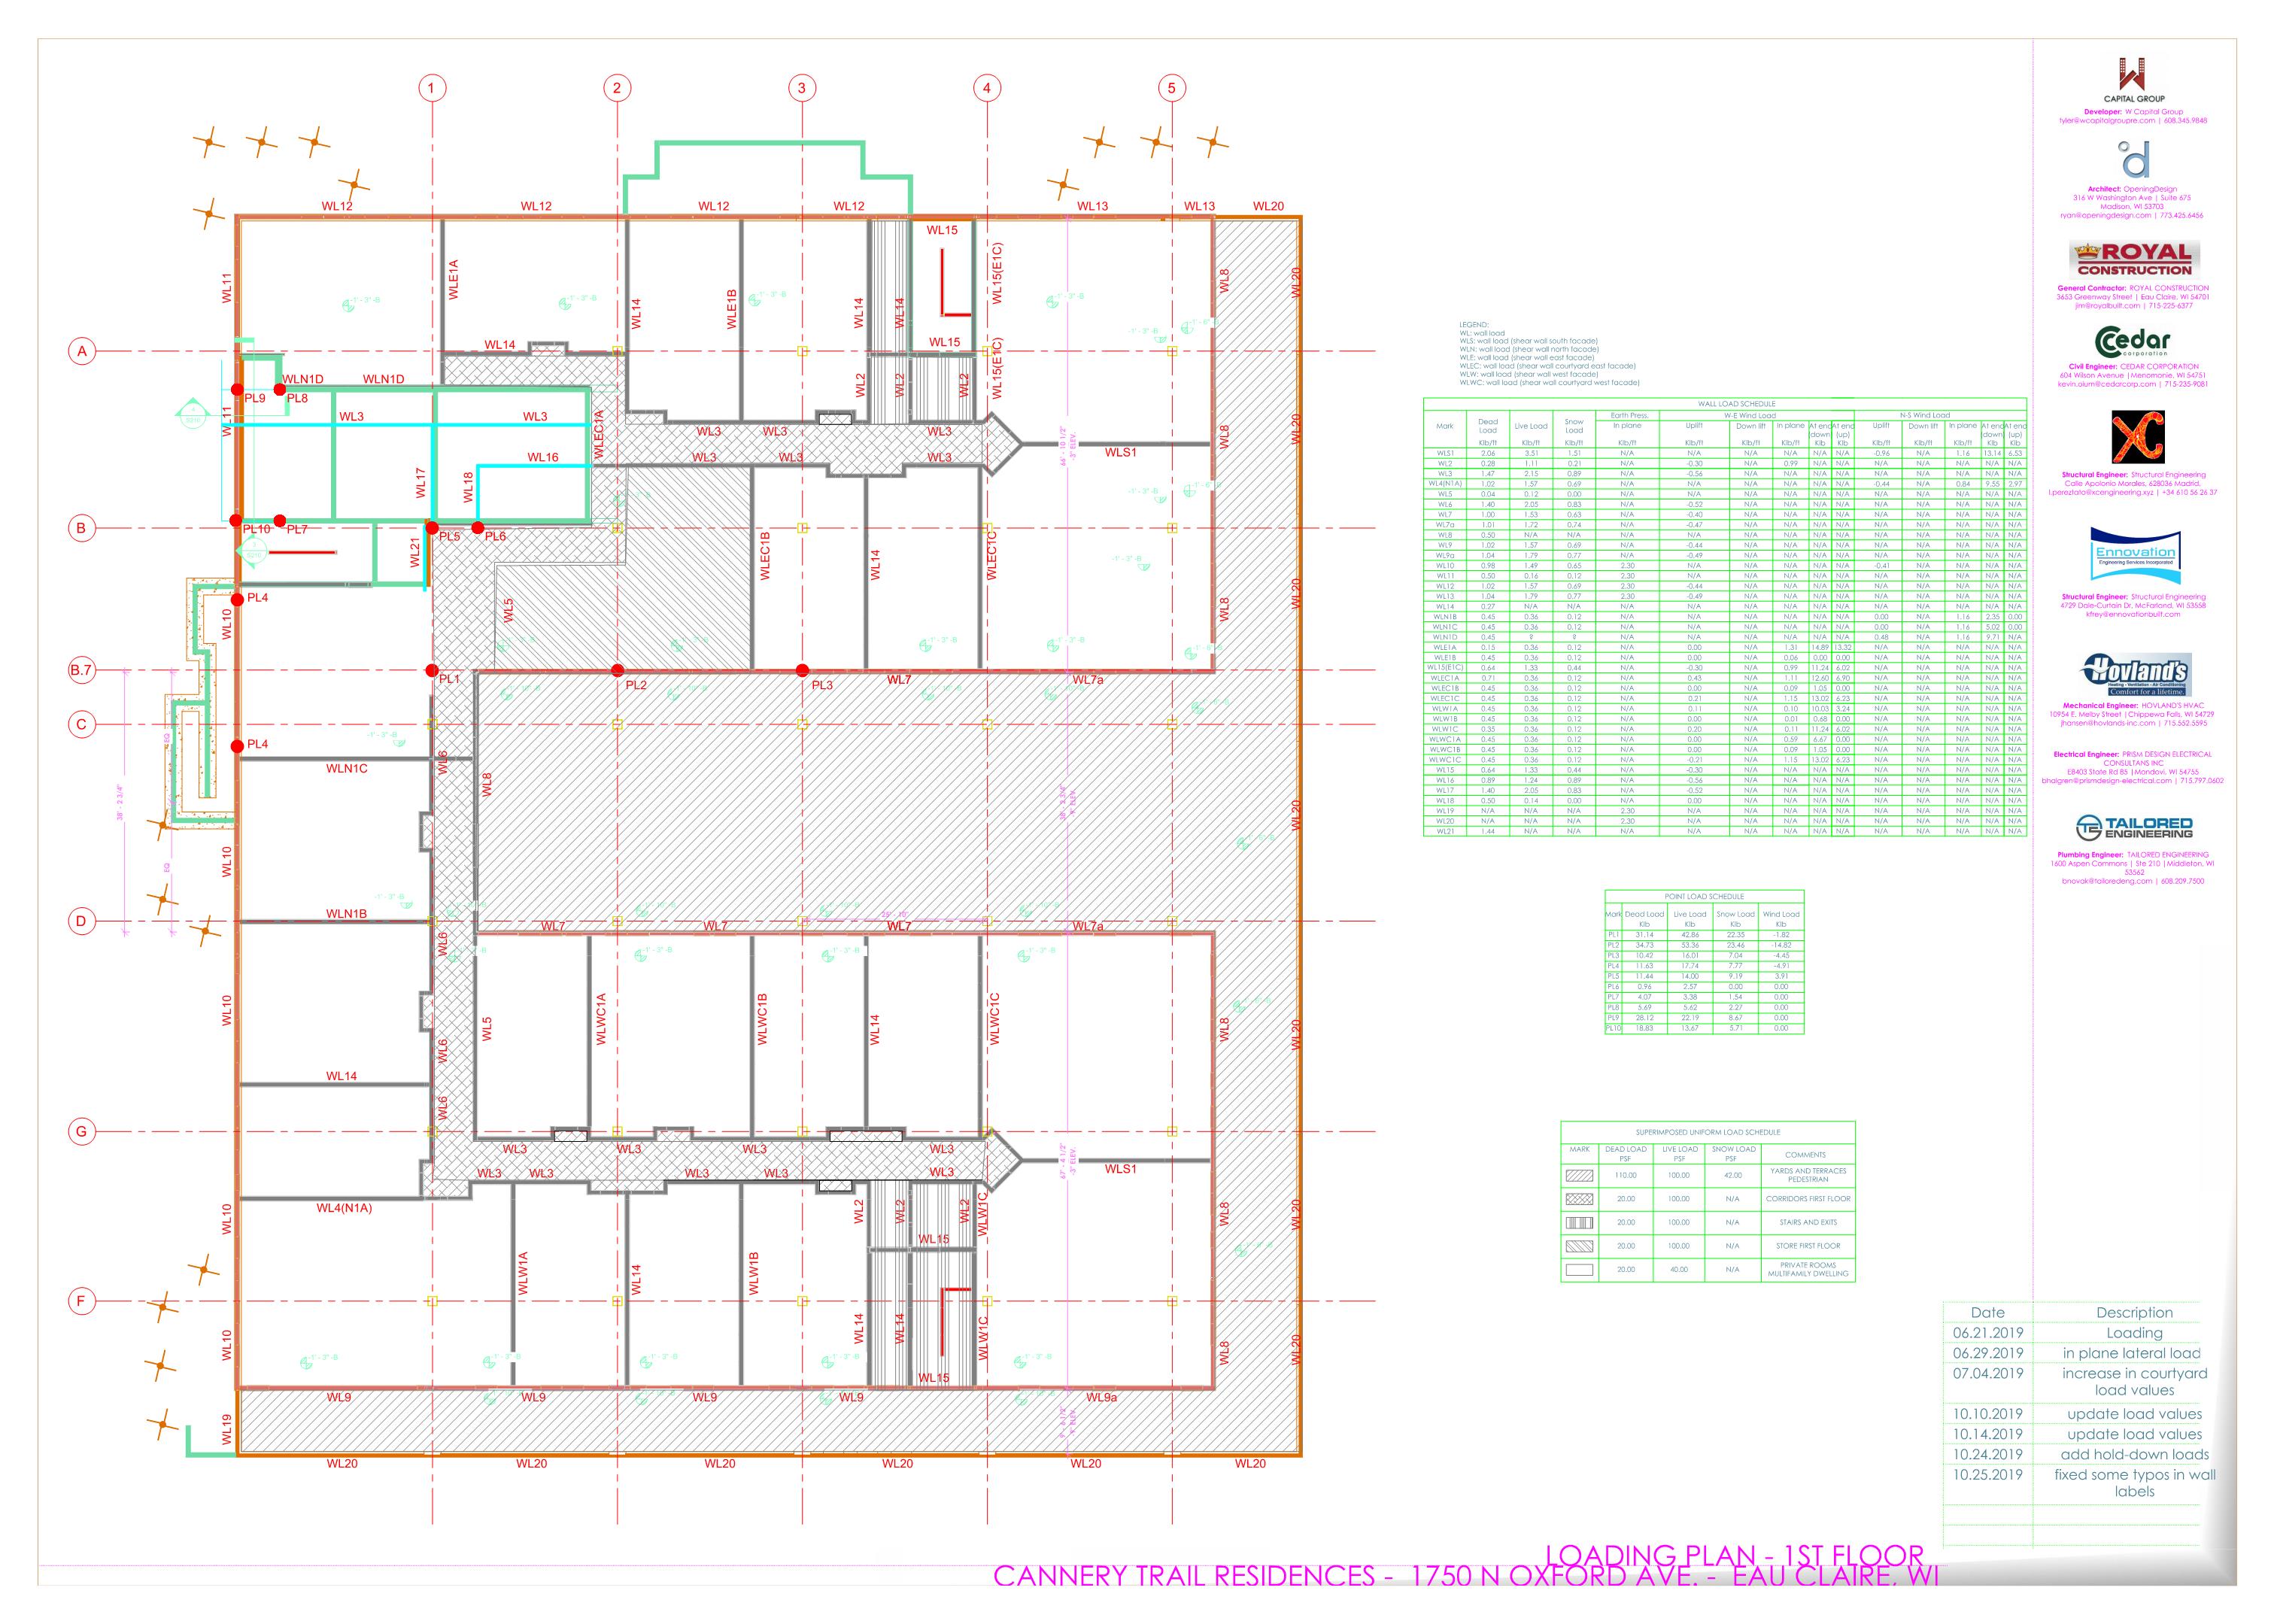 1
2
3
4
5
WL12
WL12
WL12
WL12
WL13
WL13
WL20
WL11
WLE1A
WL14
WLE1B
WL14
WL14
WL15
WL15(E1C)
WL8
WL20
A
WL14
WL15
WL2
WL2
WL2
WL15(E1C)
WLN1D
WLN1D
PL9
PL8
WL11
WL3
WL3
WLEC1A
WL3
WL3
WL3
WL8
WL20
WLS1
WL17
WL18
WL16
WL3
WL3
WL3
B
PL10
PL7
PL5
PL6
WL21
WLEC1B
WL14
WLEC1C
PL4
WL10
WL5
WL8
WL20
B.7
PL1
PL2
PL3
WL7
WL7a
C
PL4
WLN1C
WL6
WL8
38' - 2 3/4"
EQ
EQ
WL20
WL10
WLN1B
D
WL7
WL7
WL7
WL7a
25' - 10"
WL6
WL10
WL5
WLWC1A
WLWC1B
WL14
WLWC1C
WL8
WL20
WL6
WL14
WL6
G
WL3
WL3
WL3
WLS1
WL3
WL3
WL3
WL3
WL3
WL4(N1A)
WL10
WL2
WL2
WL2
WLW1C
WL8
WL20
WL15
WLW1A
WL14
WLW1B
F
WL10
WL14
WL14
WLW1C
WL8
WL20
WL15
WL9
WL9
WL9
WL9
WL9a
WL19
WL20
WL20
WL20
WL20
WL20
WL20
LEGEND:
WL: wall load
WLS: wall load (shear wall south facade)
WLN: wall load (shear wall north facade)
WLE: wall load (shear wall east facade)
WLEC: wall load (shear wall courtyard east facade)
WLW: wall load (shear wall west facade)
WLWC: wall load (shear wall courtyard west facade)
WALL LOAD SCHEDULE
Mark Dead Load Live Load Snow Load Earth Press. W-E Wind Load N-S Wind Load
In plane Uplift Down lift In plane At end (down) At end (up) Uplift Down lift In plane At end (down) At end (up)
Klb/ft Klb/ft Klb/ft Klb/ft Klb/ft Klb/ft Klb/ft Klb Klb Klb/ft Klb/ft Klb/ft Klb Klb
WLS1 2.06 3.51 1.51 N/A N/A N/A N/A N/A N/A -0.96 N/A 1.16 13.14 6.53
WL2 0.28 1.11 0.21 N/A -0.30 N/A 0.99 N/A N/A N/A N/A N/A N/A N/A
WL3 1.47 2.15 0.89 N/A -0.56 N/A N/A N/A N/A N/A N/A N/A N/A N/A
WL4(N1A) 1.02 1.57 0.69 N/A N/A N/A N/A N/A N/A -0.44 N/A 0.84 9.55 2.97
WL5 0.04 0.12 0.00 N/A N/A N/A N/A N/A N/A N/A N/A N/A N/A N/A
WL6 1.40 2.05 0.83 N/A -0.52 N/A N/A N/A N/A N/A N/A N/A N/A N/A
WL7 1.00 1.53 0.63 N/A -0.40 N/A N/A N/A N/A N/A N/A N/A N/A N/A
WL7a 1.01 1.72 0.74 N/A -0.47 N/A N/A N/A N/A N/A N/A N/A N/A N/A
WL8 0.50 N/A N/A N/A N/A N/A N/A N/A N/A N/A N/A N/A N/A N/A
WL9 1.02 1.57 0.69 N/A -0.44 N/A N/A N/A N/A N/A N/A N/A N/A N/A
WL9a 1.04 1.79 0.77 N/A -0.49 N/A N/A N/A N/A N/A N/A N/A N/A N/A
WL10 0.98 1.49 0.65 2.30 N/A N/A N/A N/A N/A -0.41 N/A N/A N/A N/A
WL11 0.50 0.16 0.12 2.30 N/A N/A N/A N/A N/A N/A N/A N/A N/A N/A
WL12 1.02 1.57 0.69 2.30 -0.44 N/A N/A N/A N/A N/A N/A N/A N/A N/A
WL13 1.04 1.79 0.77 2.30 -0.49 N/A N/A N/A N/A N/A N/A N/A N/A N/A
WL14 0.27 N/A N/A N/A N/A N/A N/A N/A N/A N/A N/A N/A N/A N/A
WLN1B 0.45 0.36 0.12 N/A N/A N/A N/A N/A N/A 0.00 N/A 1.16 2.35 0.00
WLN1C 0.45 0.36 0.12 N/A N/A N/A N/A N/A N/A 0.00 N/A 1.16 5.02 0.00
WLN1D 0.45 ? ? N/A N/A N/A N/A N/A N/A 0.48 N/A 1.16 9.71 N/A
WLE1A 0.15 0.36 0.12 N/A 0.00 N/A 1.31 14.89 13.32 N/A N/A N/A N/A N/A
WLE1B 0.45 0.36 0.12 N/A 0.00 N/A 0.06 0.00 0.00 N/A N/A N/A N/A N/A
WL15(E1C) 0.64 1.33 0.44 N/A -0.30 N/A 0.99 11.24 6.02 N/A N/A N/A N/A N/A
WLEC1A 0.71 0.36 0.12 N/A 0.43 N/A 1.11 12.60 6.90 N/A N/A N/A N/A N/A
WLEC1B 0.45 0.36 0.12 N/A 0.00 N/A 0.09 1.05 0.00 N/A N/A N/A N/A N/A
WLEC1C 0.45 0.36 0.12 N/A 0.21 N/A 1.15 13.02 6.23 N/A N/A N/A N/A N/A
WLW1A 0.45 0.36 0.12 N/A 0.11 N/A 0.10 10.03 3.24 N/A N/A N/A N/A N/A
WLW1B 0.45 0.36 0.12 N/A 0.00 N/A 0.01 0.68 0.00 N/A N/A N/A N/A N/A
WLW1C 0.35 0.36 0.12 N/A 0.20 N/A 0.11 11.24 6.02 N/A N/A N/A N/A N/A
WLWC1A 0.45 0.36 0.12 N/A 0.00 N/A 0.59 6.67 0.00 N/A N/A N/A N/A N/A
WLWC1B 0.45 0.36 0.12 N/A 0.00 N/A 0.09 1.05 0.00 N/A N/A N/A N/A N/A
WLWC1C 0.45 0.36 0.12 N/A -0.21 N/A 1.15 13.02 6.23 N/A N/A N/A N/A N/A
WL15 0.64 1.33 0.44 N/A -0.30 N/A N/A N/A N/A N/A N/A N/A N/A N/A
WL16 0.89 1.24 0.89 N/A -0.56 N/A N/A N/A N/A N/A N/A N/A N/A N/A
WL17 1.40 2.05 0.83 N/A -0.52 N/A N/A N/A N/A N/A N/A N/A N/A N/A
WL18 0.50 0.14 0.00 N/A 0.00 N/A N/A N/A N/A N/A N/A N/A N/A N/A
WL19 N/A N/A N/A 2.30 N/A N/A N/A N/A N/A N/A N/A N/A N/A N/A
WL20 N/A N/A N/A 2.30 N/A N/A N/A N/A N/A N/A N/A N/A N/A N/A
WL21 1.44 N/A N/A N/A N/A N/A N/A N/A N/A N/A N/A N/A N/A N/A
POINT LOAD SCHEDULE
Mark Dead Load Live Load Snow Load Wind Load
Klb Klb Klb Klb
PL1 31.14 42.86 22.35 -1.82
PL2 34.73 53.36 23.46 -14.82
PL3 10.42 16.01 7.04 -4.45
PL4 11.63 17.74 7.77 -4.91
PL5 11.44 14.00 9.19 3.91
PL6 0.96 2.57 0.00 0.00
PL7 4.07 3.38 1.54 0.00
PL8 5.69 5.62 2.27 0.00
PL9 28.12 22.19 8.67 0.00
PL10 18.83 13.67 5.71 0.00
SUPERIMPOSED UNIFORM LOAD SCHEDULE
MARK DEAD LOAD PSF LIVE LOAD PSF SNOW LOAD PSF COMMENTS
110.00 100.00 42.00 YARDS AND TERRACES PEDESTRIAN
20.00 100.00 N/A CORRIDORS FIRST FLOOR
20.00 100.00 N/A STAIRS AND EXITS
20.00 100.00 N/A STORE FIRST FLOOR
20.00 40.00 N/A PRIVATE ROOMS MULTIFAMILY DWELLING
CAPITAL GROUP
Developer: W Capital Group
tyler@wcapitalgroupre.com | 608.345.9845
Architect: OpeningDesign
316 W Washington Ave | Suite 675
Madison, WI 53703
ryan@openingdesign.com | 773.425.6456
ROYAL
CONSTRUCTION
General Contractor: ROYAL CONSTRUCTION
3653 Greenway Street | Eau Claire, WI 54701
jim@royalbuilt.com | 715-225-6377
Cedar
corporation
Civil Engineer: CEDAR CORPORATION
604 Wilson Avenue |Menomonie, WI 54751
kevin.oium@cedarcorp.com | 715-235-9081
XC
Structural Engineer: Structural Engineering
Calle Apolonio Morales, 628036 Madrid,
l.perezlato@xcengineering.xyz | +34 610 56 26 37
Ennovation
Engineering Services Incorporated
Structural Engineer: Structural Engineering
4729 Dale-Curtain Dr, McFarland, WI 53558
kfrey@ennovationbuilt.com
Hovland's
Heating - Ventilation - Air Conditioning
Comfort for a lifetime.
Mechanical Engineer: HOVLAND'S HVAC
10954 E. Melby Street |Chippewa Falls, WI 54729
jhansen@hovlands-inc.com | 715.552.5595
Electrical Engineer: PRISM DESIGN ELECTRICAL
CONSULTANS INC
E8403 State Rd 85 |Mondovi, WI 54755
bhalgren@prismdesign-electrical.com | 715.797.0602
TE TAILORED
ENGINEERING
Plumbing Engineer: TAILORED ENGINEERING
1600 Aspen Commons | Ste 210 |Middleton, WI
53562
bnovak@tailoredeng.com | 608.209.7500
Date Description
06.21.2019 Loading
06.29.2019 in plane lateral load
07.04.2019 increase in courtyard
load values
10.10.2019 update load values
10.14.2019 update load values
10.24.2019 add hold-down loads
10.25.2019 fixed some typos in wall
labels
LOADING PLAN - 1ST FLOOR
CANNERY TRAIL RESIDENCES - 1750 N OXFORD AVE. - EAU CLAIRE, WI